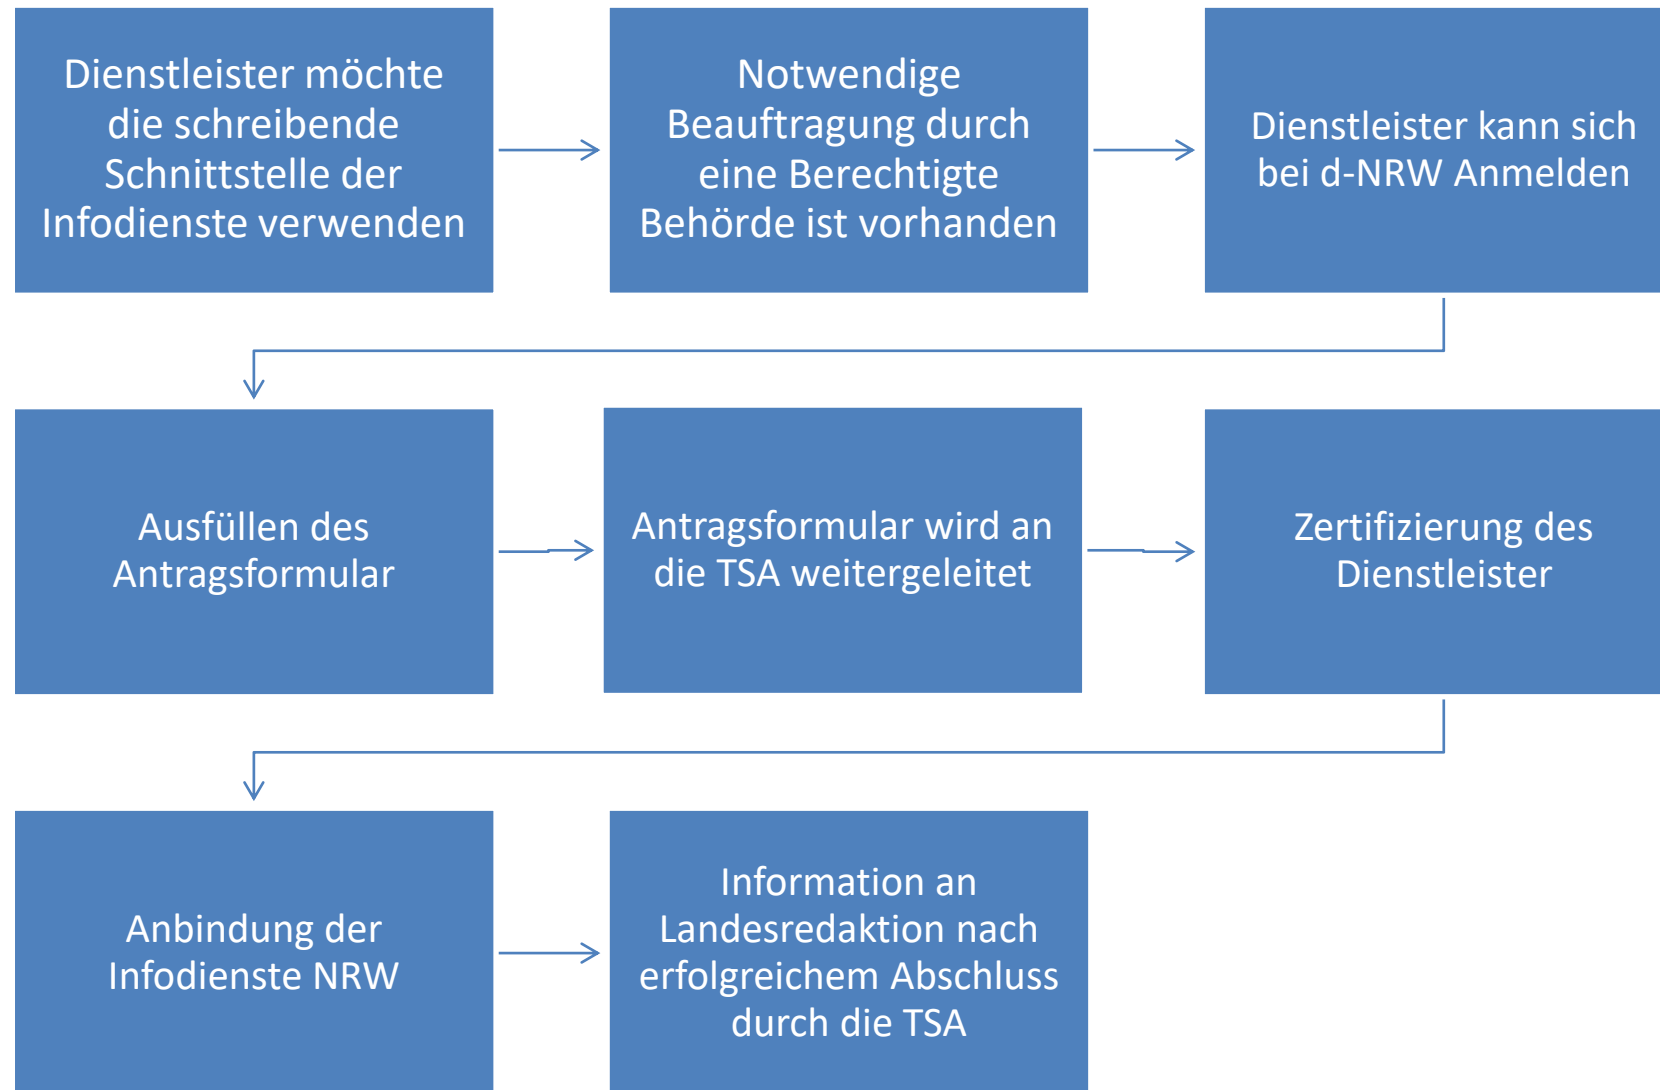 Dienstleister möchte
die schreibende
Schnittstelle der
Infodienste verwenden
Notwendige
Beauftragung durch
eine Berechtigte
Behörde ist vorhanden
Dienstleister kann sich
bei d-NRW Anmelden
Ausfüllen des
Antragsformular
Antragsformular wird an
die TSA weitergeleitet
Zertifizierung des
Dienstleister
Anbindung der
Infodienste NRW
Information an
Landesredaktion nach
erfolgreichem Abschluss
durch die TSA